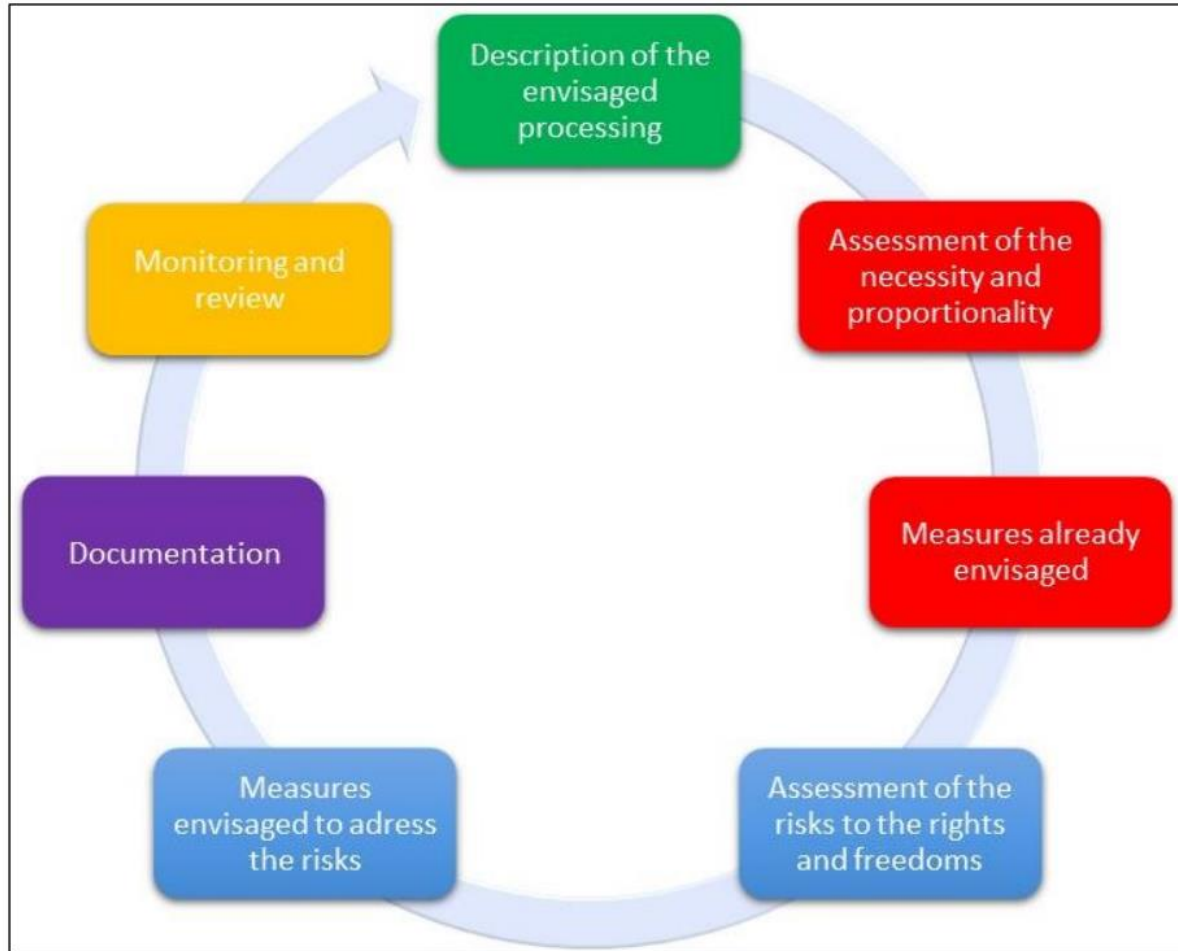 Description of the
envisaged
processing
Assessment of the
necessity and
proportionality
Measures already
envisaged
Assessment of the
risks to the rights
and freedoms
Measures
envisaged to adress
the risks
Documentation
Monitoring and
review